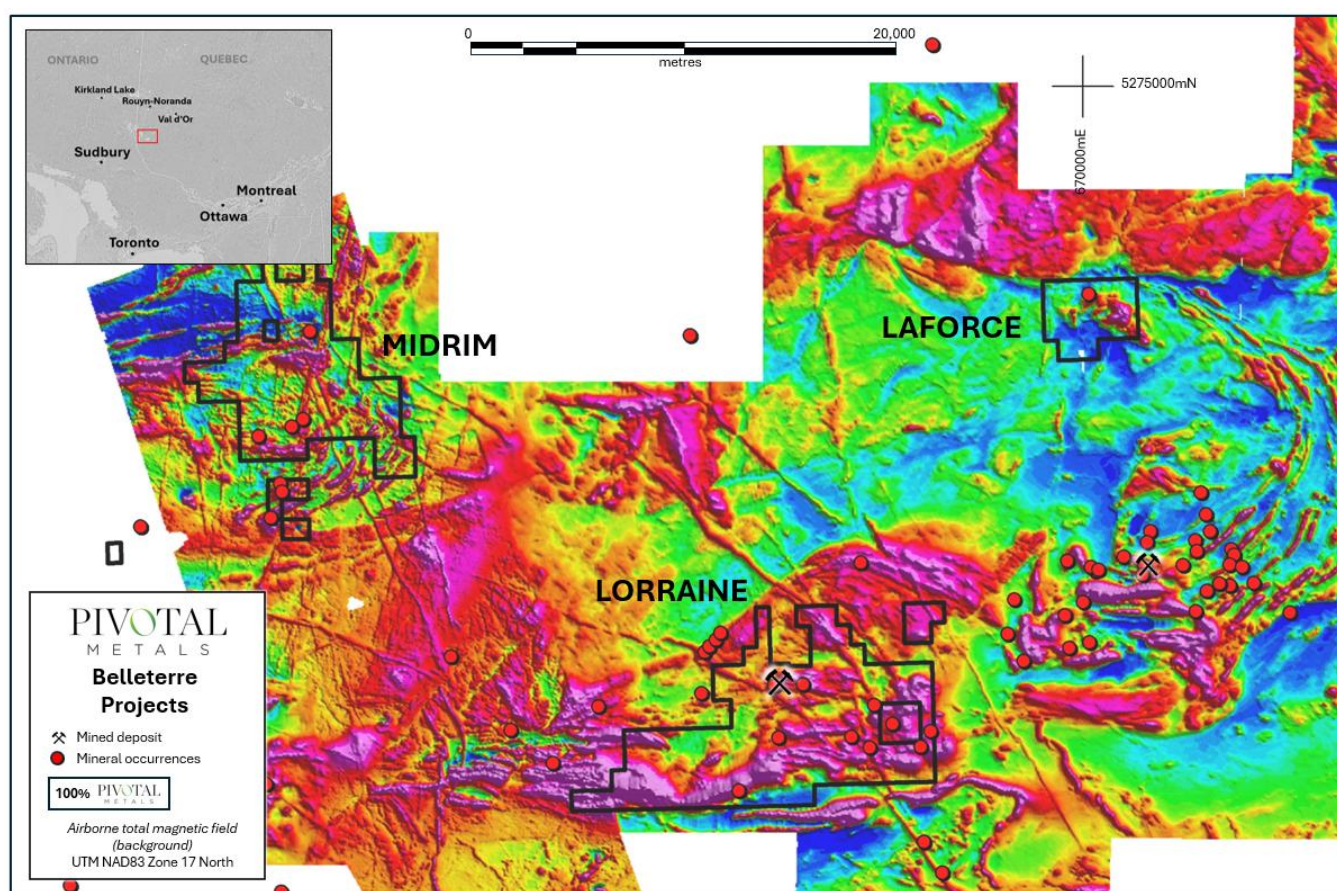 ONTARIO
QUEBEC
Kirkland Lake
Rouyn-Noranda
Val d''Or
Sudbury
Montreal
Ottawa
Toronto
0
20,000
metres
5275000mN
670000mE
MIDRIM
LAFORCE
LORRAINE
PIVOTAL
METALS
Belleterre
Projects
Mined deposit
Mineral occurrences
100% PIVOTAL
METALS
Airborne total magnetic field
(background)
UTM NAD83 Zone 17 North